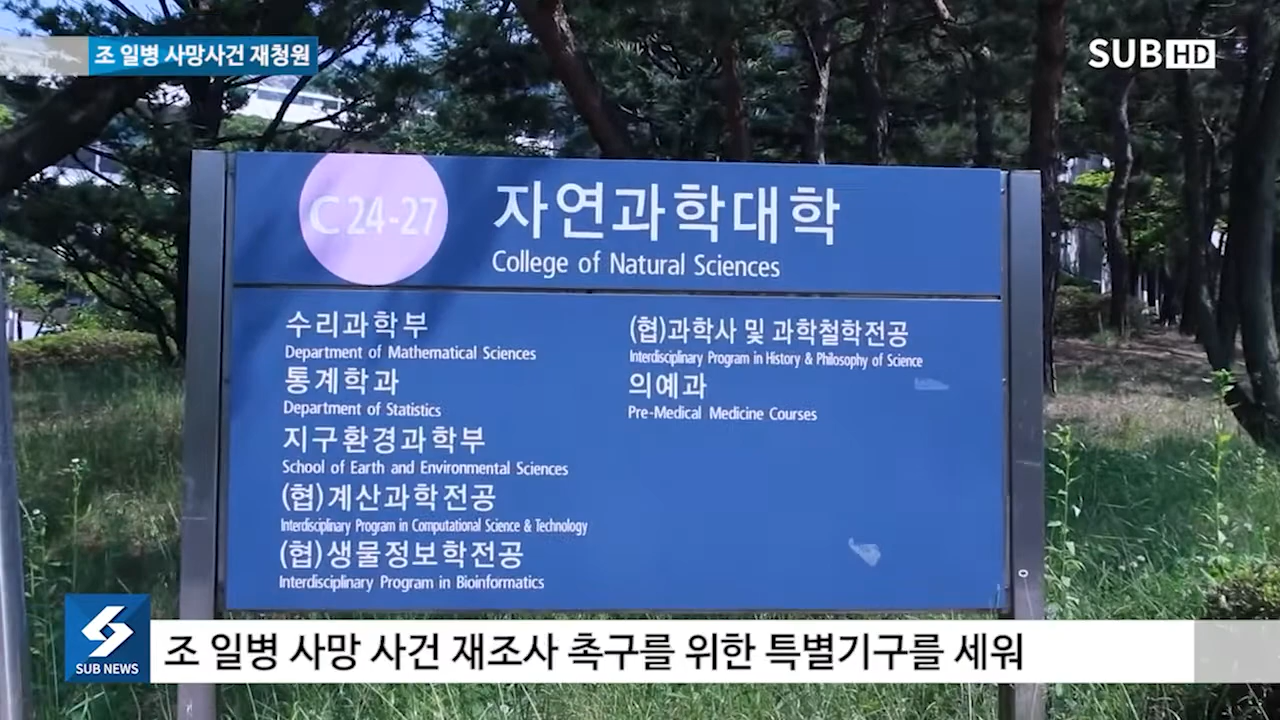 조 일병 사망사건 재청원
SUB HD
C 24-27
자연과학대학
College of Natural Sciences
수리과학부
Department of Mathematical Sciences
통계학과
Department of Statistics
지구환경과학부
School of Earth and Environmental Sciences
(협)계산과학전공
Interdisciplinary Program in Computational Science & Technology
(협)생물정보학전공
Interdisciplinary Program in Bioinformatics
(협)과학사 및 과학철학전공
Interdisciplinary Program in History & Philosophy of Science
의예과
Pre-Medical Medicine Courses
SUB NEWS
조 일병 사망 사건 재조사 촉구를 위한 특별기구를 세워